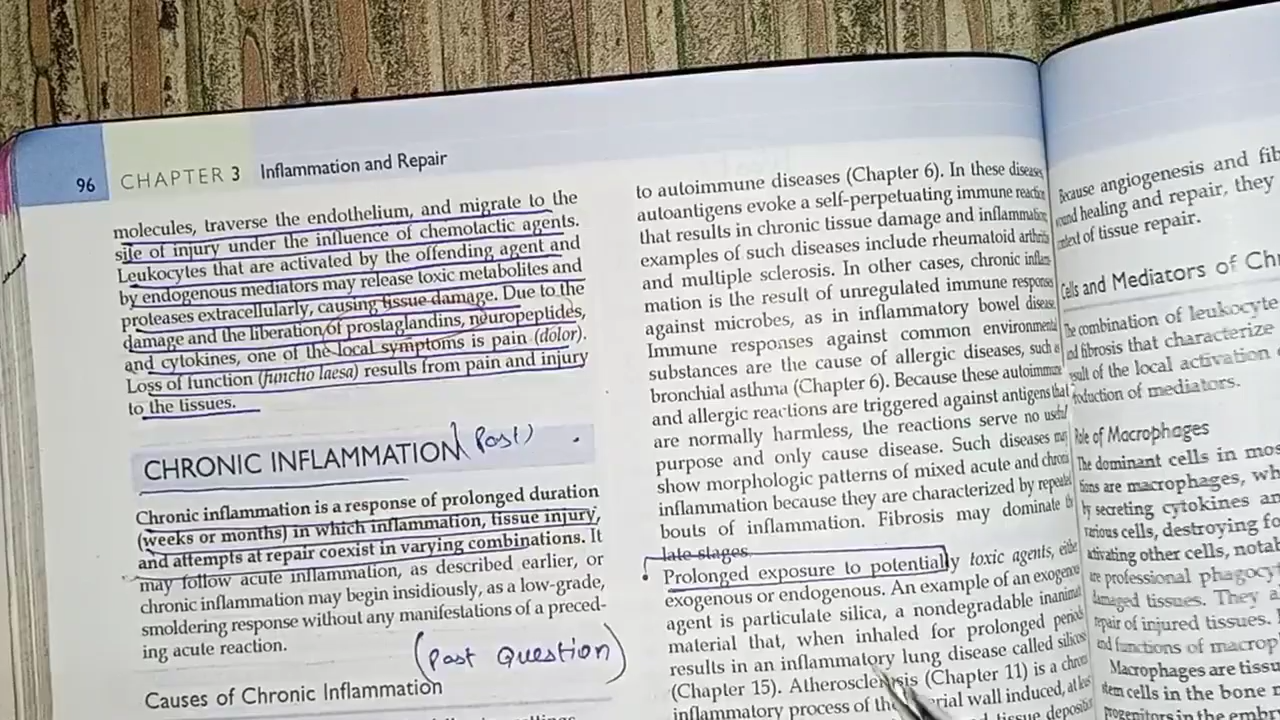 96
CHAPTER 3 Inflammation and Repair
molecules, traverse the endothelium, and migrate to the
site of injury under the influence of chemotactic agents.
Leukocytes that are activated by the offending agent and
by endogenous mediators may release toxic metabolites and
proteases extracellularly, causing tissue damage. Due to the
damage and the liberation of prostaglandins, neuropeptides,
and cytokines, one of the local symptoms is pain (dolor).
Loss of function (functio laesa) results from pain and injury
to the tissues.
CHRONIC INFLAMMATION (Past)
Chronic inflammation is a response of prolonged duration
(weeks or months) in which inflammation, tissue injury,
and attempts at repair coexist in varying combinations. It
may follow acute inflammation, as described earlier, or
chronic inflammation may begin insidiously, as a low-grade,
smoldering response without any manifestations of a preced-
ing acute reaction.
(Past Question)
Causes of Chronic Inflammation
following settings
to autoimmune diseases (Chapter 6). In these diseases,
autoantigens evoke a self-perpetuating immune reaction
that results in chronic tissue damage and inflammation;
examples of such diseases include rheumatoid arthritis
and multiple sclerosis. In other cases, chronic inflam-
mation is the result of unregulated immune responses
against microbes, as in inflammatory bowel disease.
Immune responses against common environmental
substances are the cause of allergic diseases, such as
bronchial asthma (Chapter 6). Because these autoimmune
and allergic reactions are triggered against antigens that
are normally harmless, the reactions serve no useful
purpose and only cause disease. Such diseases may
show morphologic patterns of mixed acute and chronic
inflammation because they are characterized by repeated
bouts of inflammation. Fibrosis may dominate the
late stages.
Prolonged exposure to potentially toxic agents, either
exogenous or endogenous. An example of an exogenous
agent is particulate silica, a nondegradable inanimate
material that, when inhaled for prolonged periods,
results in an inflammatory lung disease called silicosis
(Chapter 15). Atherosclerosis (Chapter 11) is a chronic
inflammatory process of the arterial wall induced, at
tissue
Because angiogenesis and
wound healing and repair, they
context of tissue repair.
Cells and Mediators of
The combination of leukocyte
and fibrosis that characterize
result of the local activation
production of mediators.
Role of Macrophages
The dominant cells in
are macrophages,
by secreting cytokines
various cells, destroying
activating other cells,
are professional
damaged tissues. They
repair of injured tissues.
and functions of
Macrophages are
stem cells in the bone
progenitors in the